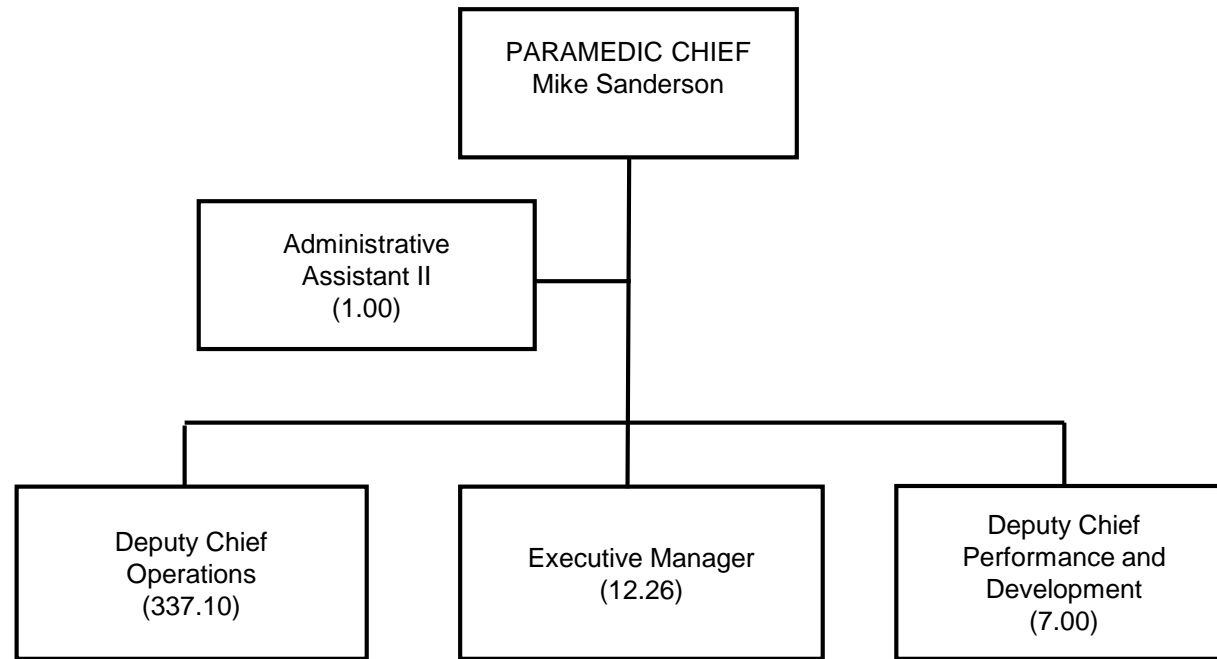 PARAMEDIC CHIEF
Mike Sanderson
Administrative
Assistant II
(1.00)
Deputy Chief
Operations
(337.10)
Executive Manager
(12.26)
Deputy Chief
Performance and
Development
(7.00)